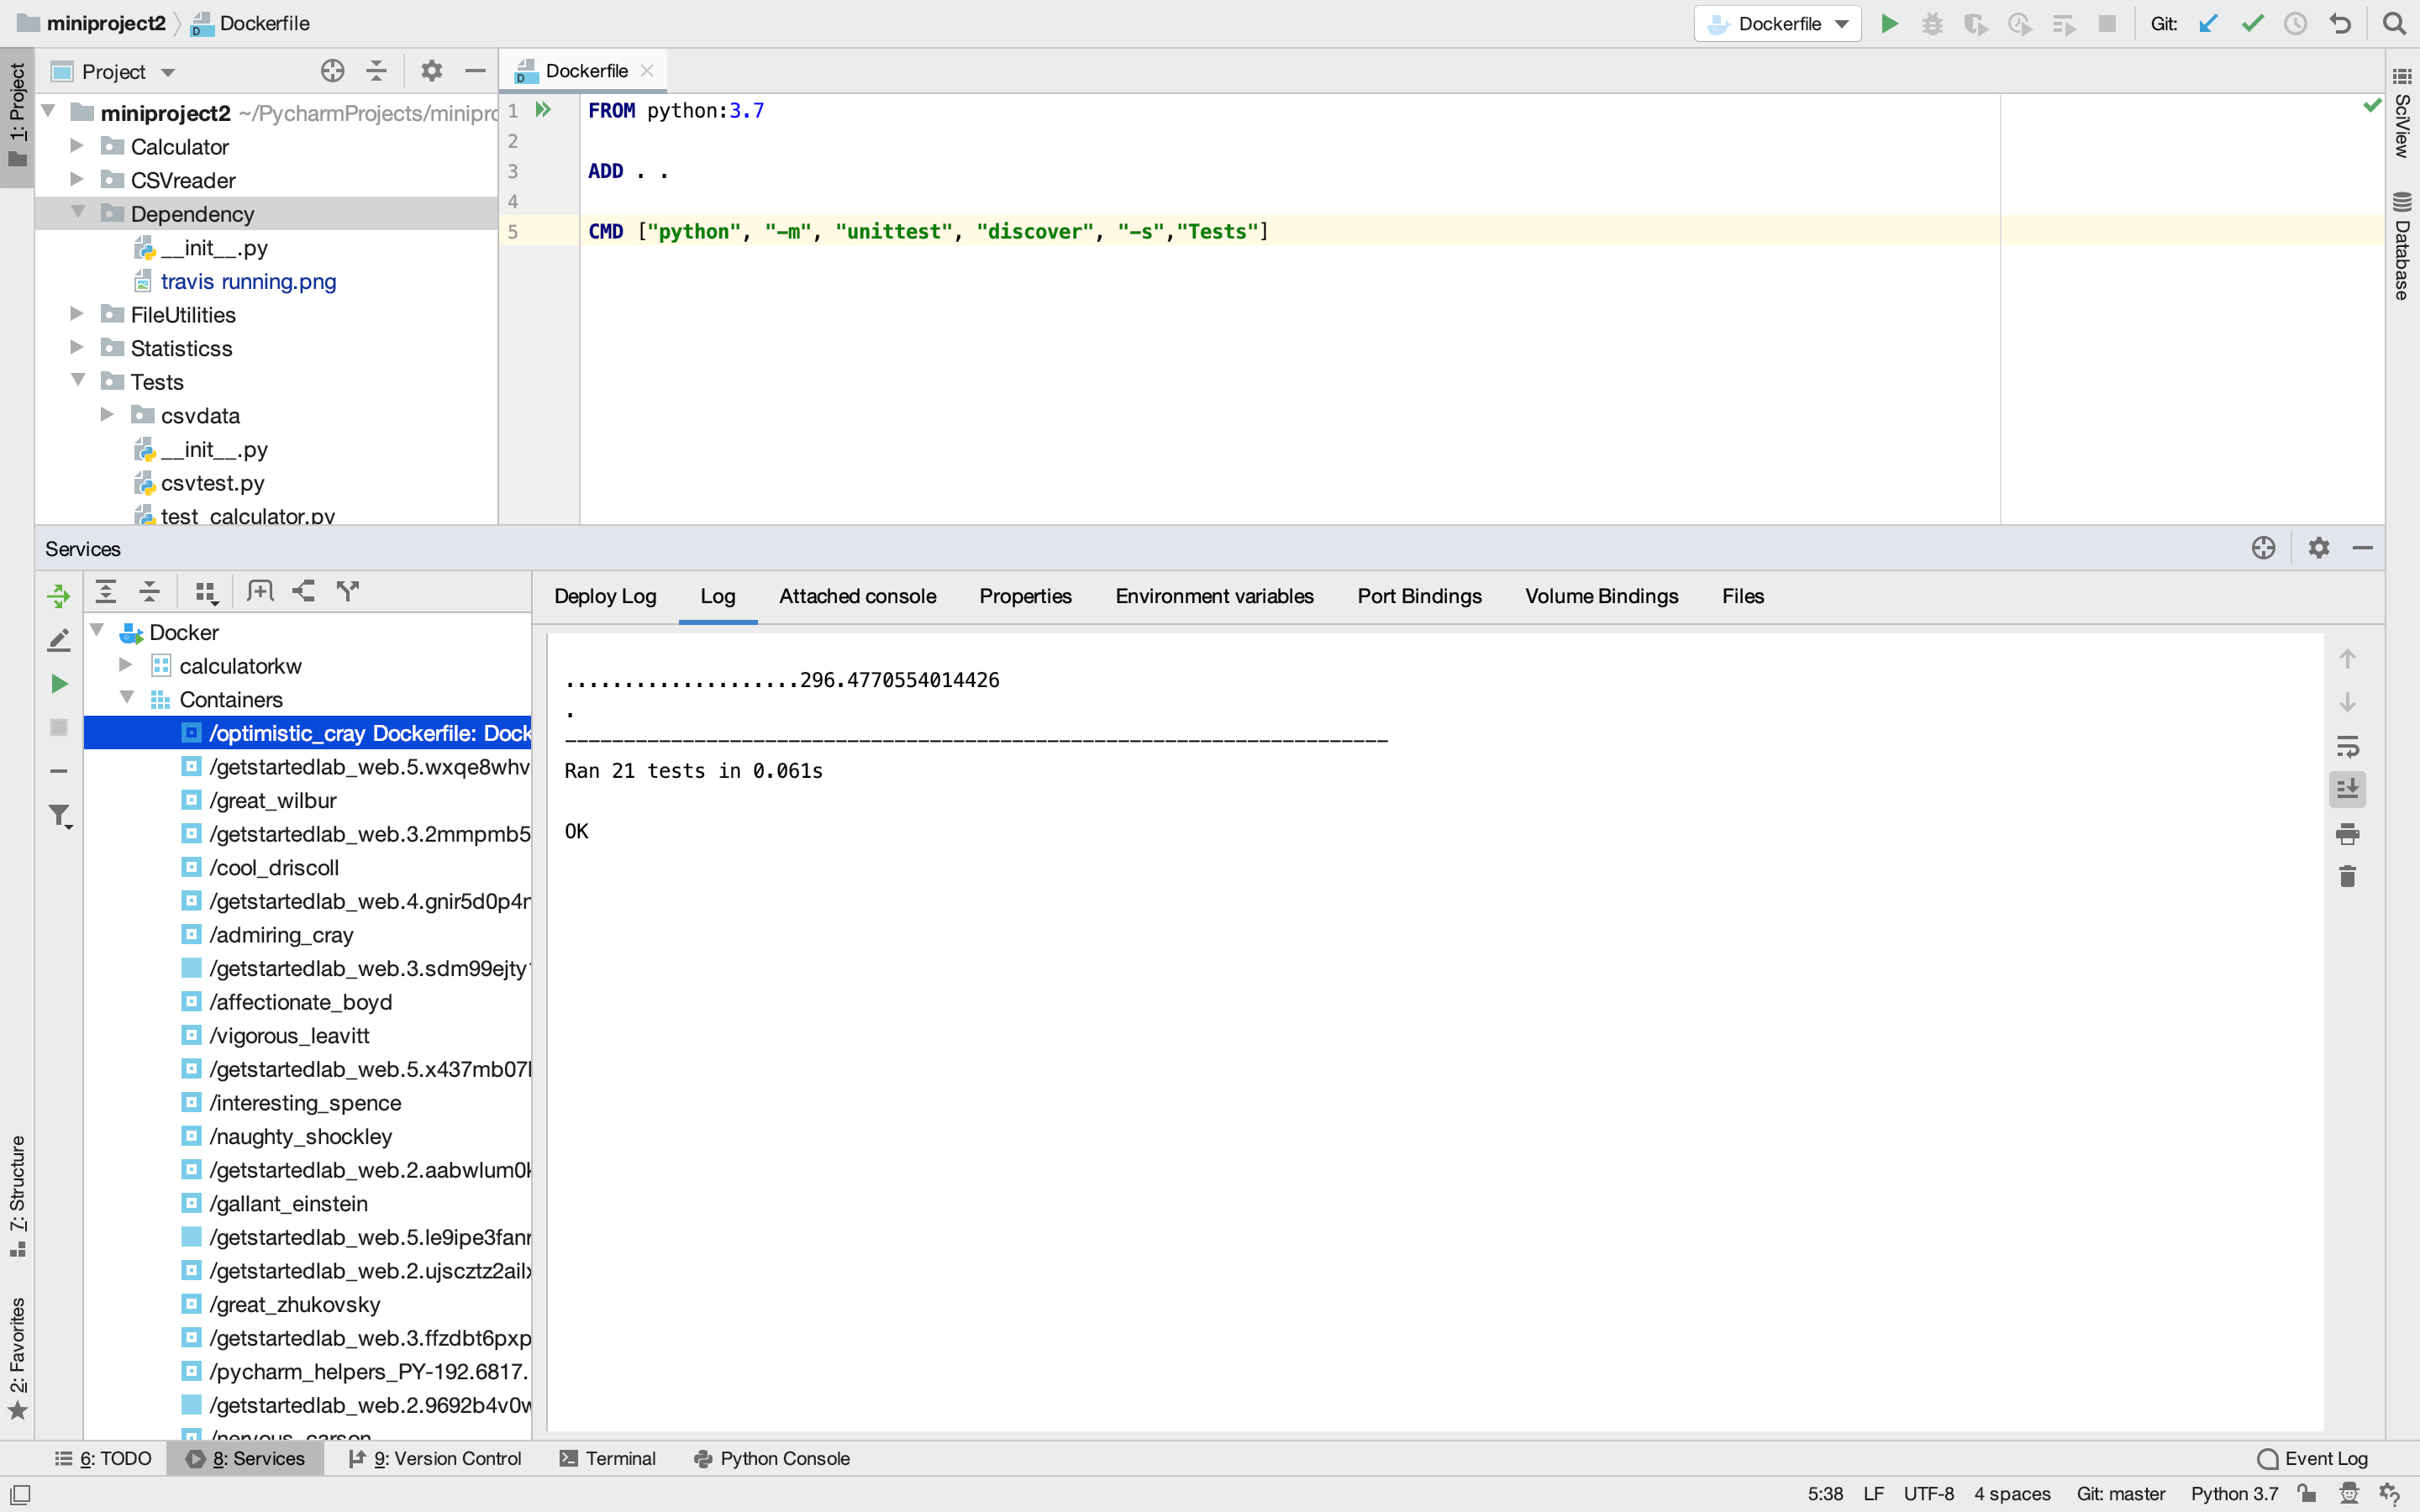 miniproject2 Dockerfile
Dockerfile Git:
1: Project
Project
miniproject2 ~/PycharmProjects/minipro
Calculator
CSVreader
Dependency
__init__.py
travis running.png
FileUtilities
Statisticss
Tests
csvdata
__init__.py
csvtest.py
test_calculator.py
Dockerfile
1 FROM python:3.7
2
3 ADD . .
4
5 CMD ["python", "-m", "unittest", "discover", "-s","Tests"]
SciView
Database
Services
Docker
calculatorkw
Containers
/optimistic_cray Dockerfile: Dock
/getstartedlab_web.5.wxqe8whv
/great_wilbur
/getstartedlab_web.3.2mmpmb5
/cool_driscoll
/getstartedlab_web.4.gnir5d0p4r
/admiring_cray
/getstartedlab_web.3.sdm99ejty
/affectionate_boyd
/vigorous_leavitt
/getstartedlab_web.5.x437mb07
/interesting_spence
/naughty_shockley
/getstartedlab_web.2.aabwlum0k
/gallant_einstein
/getstartedlab_web.5.le9ipe3fanr
/getstartedlab_web.2.ujscztz2ailx
/great_zhukovsky
/getstartedlab_web.3.ffzdbt6pxp
/pycharm_helpers_PY-192.6817.
/getstartedlab_web.2.9692b4v0w
/nervous_carson
Deploy Log Log Attached console Properties Environment variables Port Bindings Volume Bindings Files
....................296.4770554014426
.
----------------------------------------------------------------------
Ran 21 tests in 0.061s
OK
7: Structure
2: Favorites
6: TODO 8: Services 9: Version Control Terminal Python Console Event Log
5:38 LF UTF-8 4 spaces Git: master Python 3.7